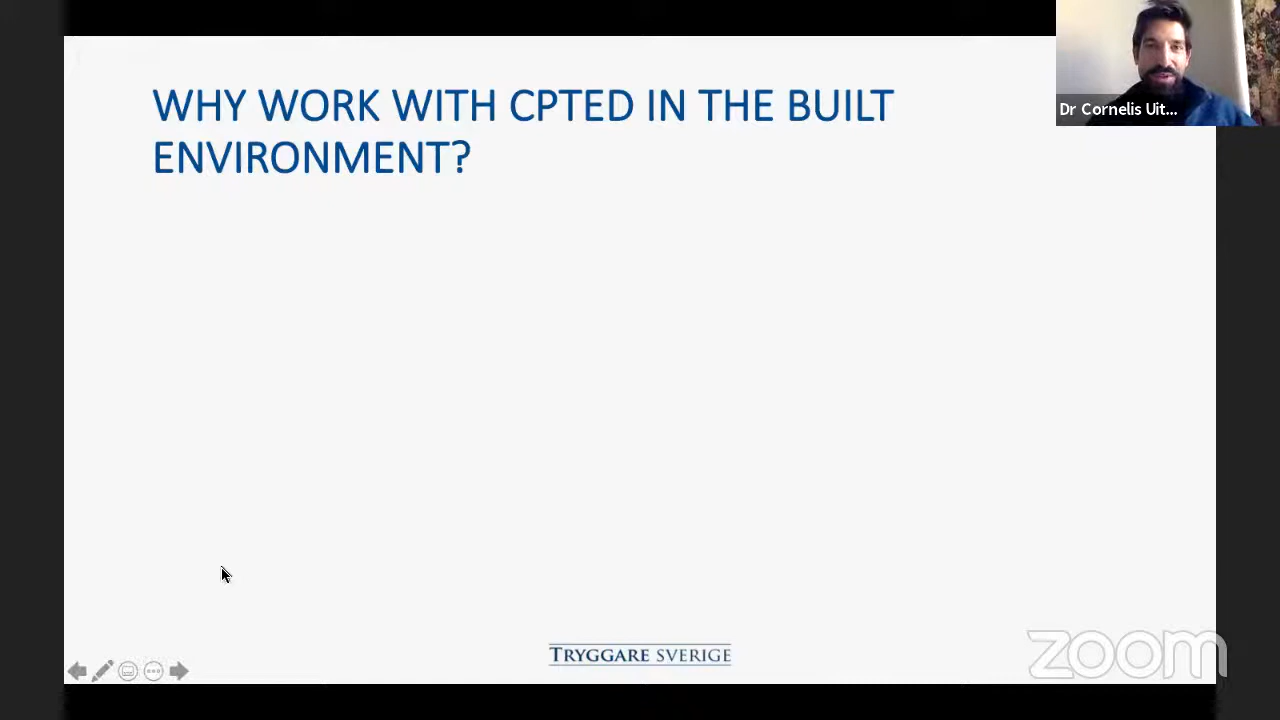 WHY WORK WITH CPTED IN THE BUILT
ENVIRONMENT?
Dr Cornelis Uit...
TRYGGARE SVERIGE
zoom